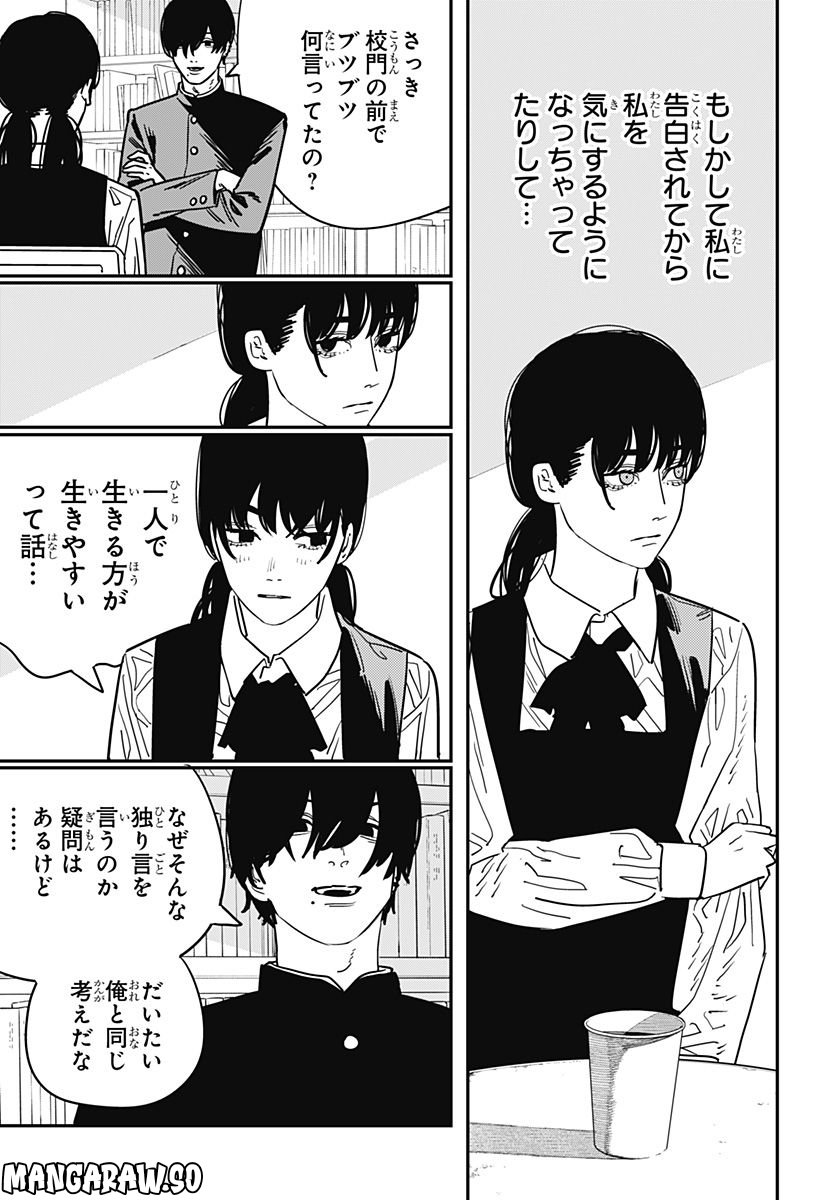 もしかして私に
告白されてから
私を
気にするように
なっちゃって
たりして…
さっき
校門の前で
ブツブツ
何言ってたの?
一人で
生きる方が
生きやすい
って話…
なぜそんな
独り言を
言うのか
疑問は
あるけど
……
だいたい
俺と同じ
考えだな
MANGARAW.SO